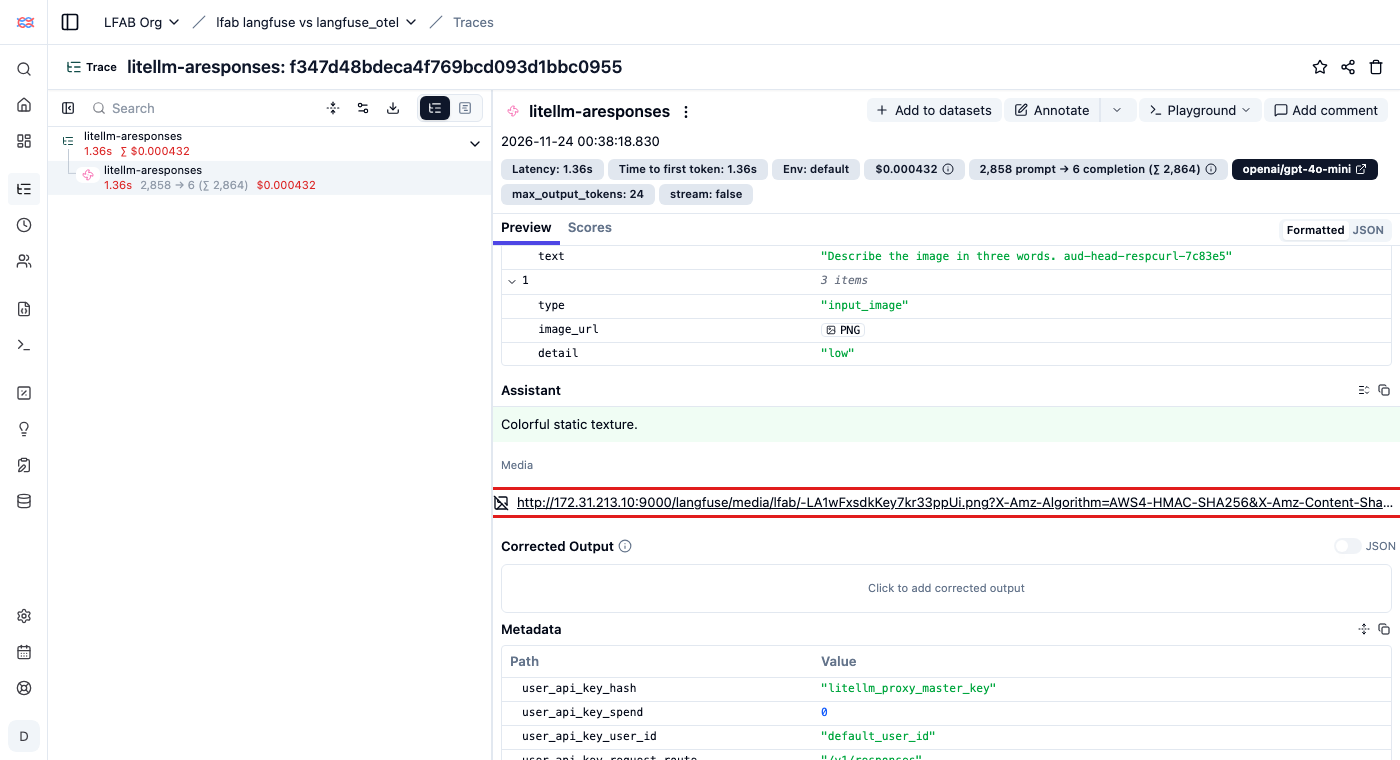 LFAB Org
lfab langfuse vs langfuse_otel
Traces
Trace
litellm-aresponses: f347d48bdeca4f769bcd093d1bbc0955
Search
litellm-aresponses
1.36s ∑ $0.000432
litellm-aresponses
1.36s 2,858 → 6 (∑ 2,864) $0.000432
litellm-aresponses
Add to datasets
Annotate
Playground
Add comment
2026-11-24 00:38:18.830
Latency: 1.36s
Time to first token: 1.36s
Env: default
$0.000432
2,858 prompt → 6 completion (∑ 2,864)
openai/gpt-4o-mini
max_output_tokens: 24
stream: false
Preview
Scores
Formatted
JSON
text "Describe the image in three words. aud-head-respcurl-7c83e5"
1 3 items
type "input_image"
image_url PNG
detail "low"
Assistant
Colorful static texture.
Media
http://172.31.213.10:9000/langfuse/media/lfab/-LA1wFxsdkKey7kr33ppUi.png?X-Amz-Algorithm=AWS4-HMAC-SHA256&X-Amz-Content-Sha...
Corrected Output
JSON
Click to add corrected output
Metadata
Path Value
user_api_key_hash "litellm_proxy_master_key"
user_api_key_spend 0
user_api_key_user_id "default_user_id"
user_api_key_request_route "/v1/responses"
D